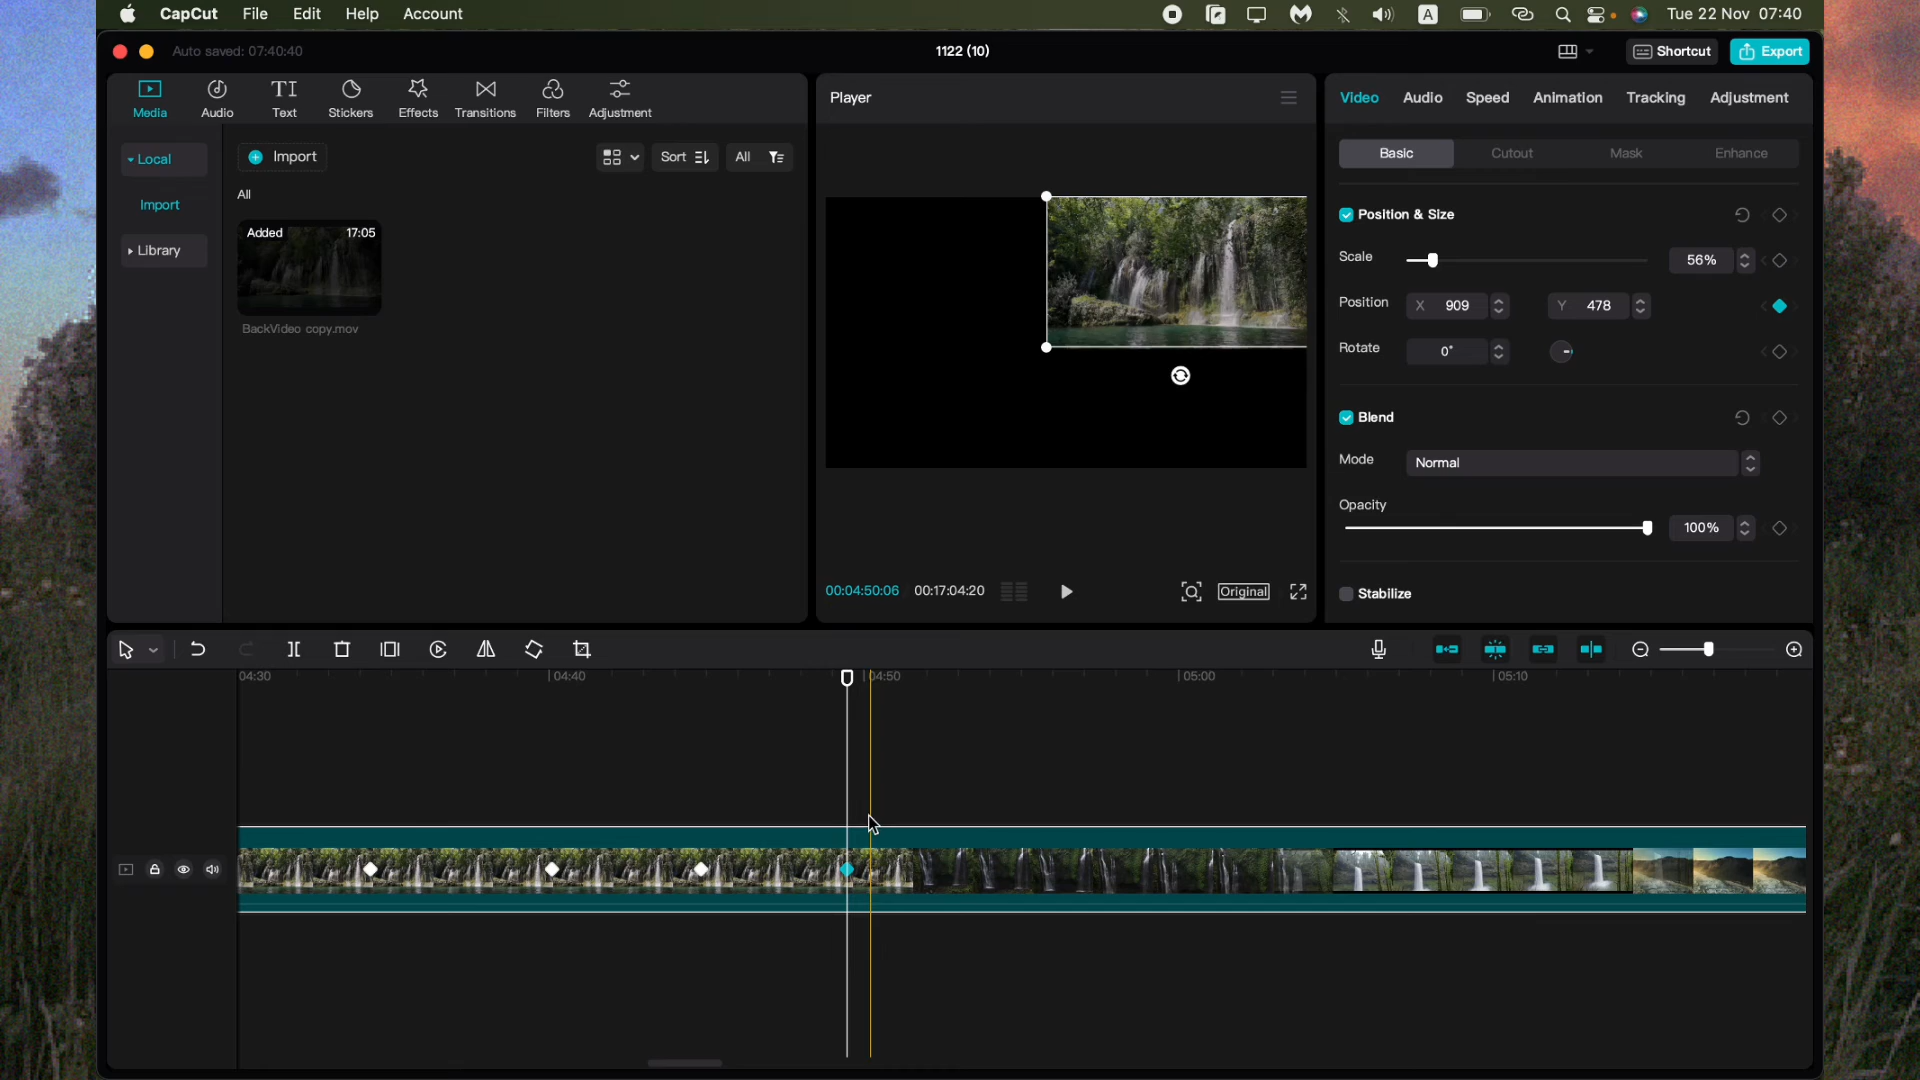 CapCut File Edit Help Account A Tue 22 Nov 07:40
Auto saved: 07:40:40 1122 (10) Shortcut Export
Media Audio Text Stickers Effects Transitions Filters Adjustment
TI
Local
Import
Library
Import Sort All
All
Added 17:05
BackVideo copy.mov
Player
00:04:50:06 00:17:04:20 Original
Video Audio Speed Animation Tracking Adjustment
Basic Cutout Mask Enhance
Position & Size
Scale 56%
Position X 909 Y 478
Rotate 0°
Blend
Mode Normal
Opacity
100%
Stabilize
04:30 04:40 04:50 05:00 05:10